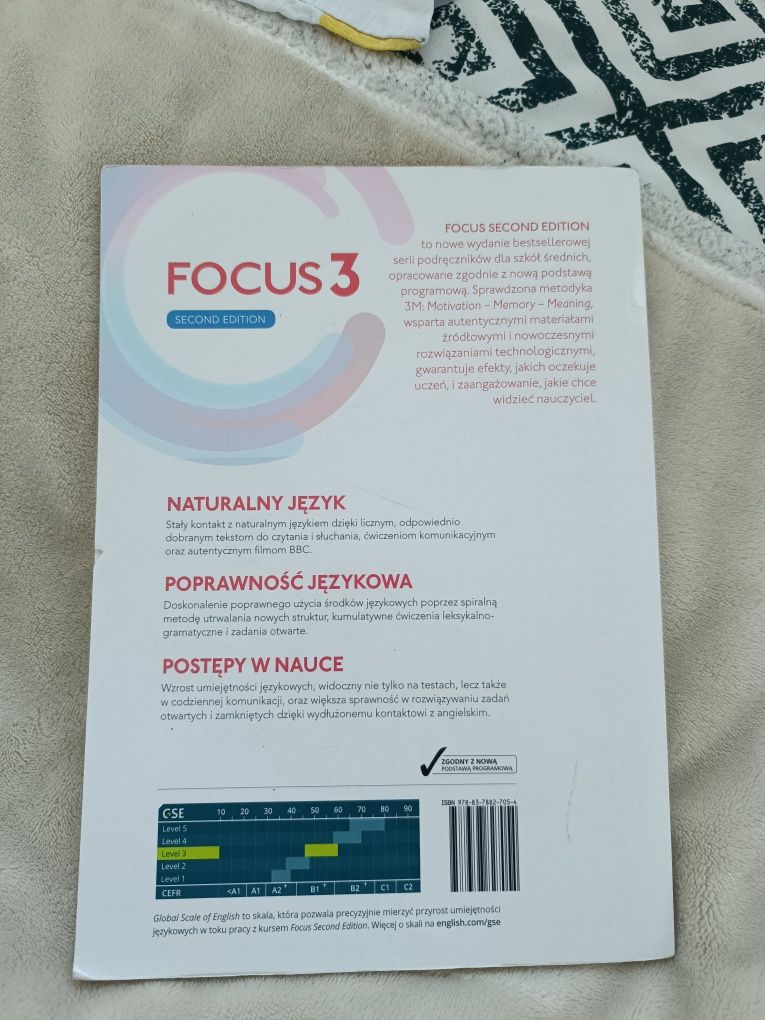 FOCUS 3
SECOND EDITION
FOCUS SECOND EDITION
to nowe wydanie bestsellerowej
serii podręczników dla szkół średnich,
opracowane zgodnie z nową podstawą
programową. Sprawdzona metodyka
3M: Motivation – Memory – Meaning,
wsparta autentycznymi materiałami
źródłowymi i nowoczesnymi
rozwiązaniami technologicznymi,
gwarantuje efekty, jakich oczekuje
uczeń, i zaangażowanie, jakie chce
widzieć nauczyciel.
NATURALNY JĘZYK
Stały kontakt z naturalnym językiem dzięki licznym, odpowiednio
dobranym tekstom do czytania i słuchania, ćwiczeniom komunikacyjnym
oraz autentycznym filmom BBC.
POPRAWNOŚĆ JĘZYKOWA
Doskonalenie poprawnego użycia środków językowych poprzez spiralną
metodę utrwalania nowych struktur, kumulatywne ćwiczenia leksykalno-
gramatyczne i zadania otwarte.
POSTĘPY W NAUCE
Wzrost umiejętności językowych, widoczny nie tylko na testach, lecz także
w codziennej komunikacji, oraz większa sprawność w rozwiązywaniu zadań
otwartych i zamkniętych dzięki wydłużonemu kontaktowi z angielskim.
ZGODNY Z NOWĄ
PODSTAWĄ PROGRAMOWĄ
GSE 10 20 30 40 50 60 70 80 90
Level 5
Level 4
Level 3
Level 2
Level 1
CEFR <A1 A1 A2 + B1 + B2 + C1 C2
ISBN 978-83-7882-705-4
Global Scale of English to skala, która pozwala precyzyjnie mierzyć przyrost umiejętności
językowych w toku pracy z kursem Focus Second Edition. Więcej o skali na english.com/gse